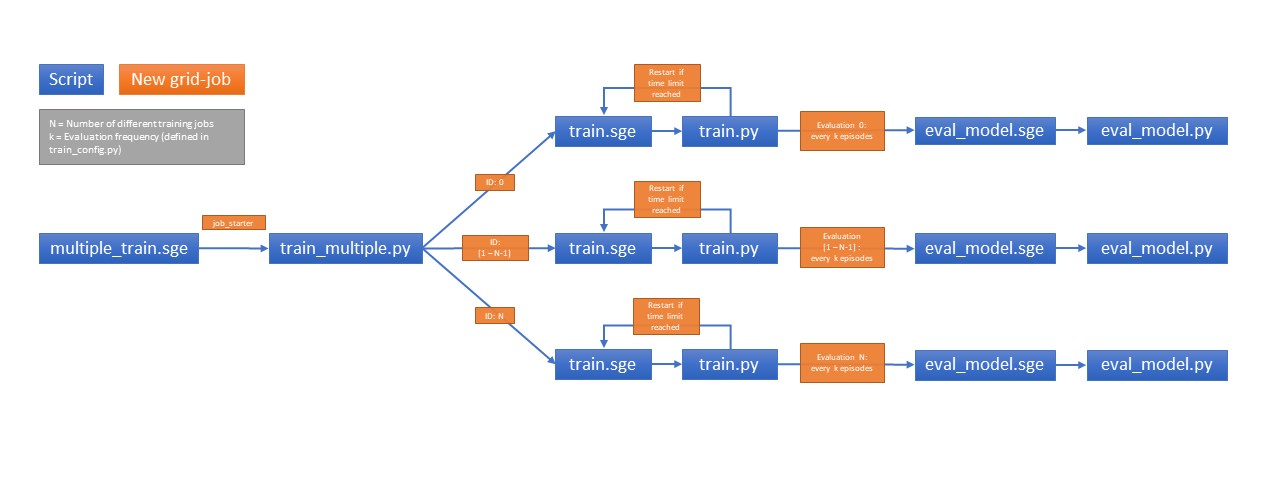 Script
New grid-job
N = Number of different training jobs
k = Evaluation frequency (defined in
train_config.py)
Restart if
time limit
reached
train.sge
train.py
Evaluation 0:
every k episodes
eval_model.sge
eval_model.py
ID: 0
multiple_train.sge
job_starter
train_multiple.py
ID:
[1 – N-1]
Restart if
time limit
reached
train.sge
train.py
Evaluation
[1 – N-1] :
every k episodes
eval_model.sge
eval_model.py
ID: N
Restart if
time limit
reached
train.sge
train.py
Evaluation N:
every k episodes
eval_model.sge
eval_model.py